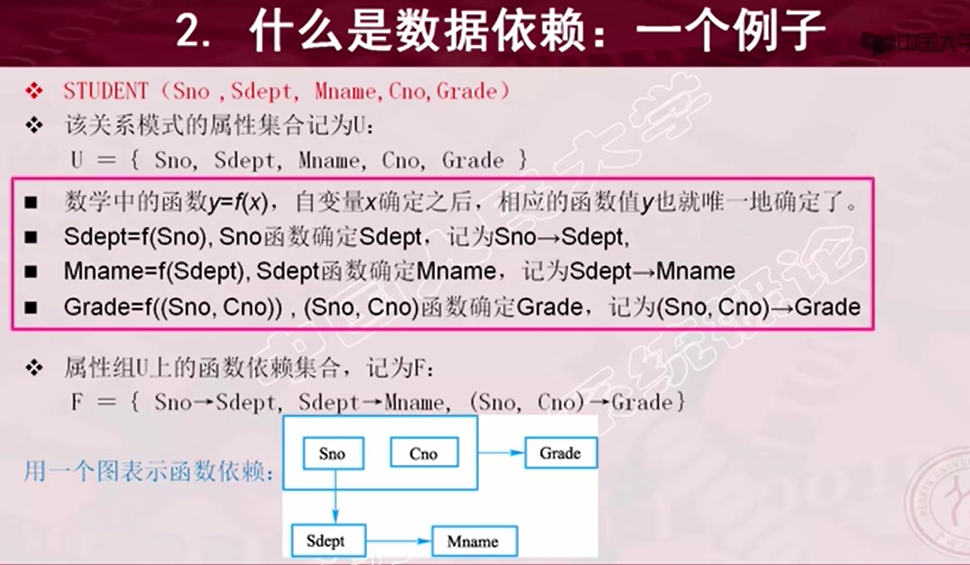 2. 什么是数据依赖：一个例子
中国大学
❖ STUDENT（Sno ,Sdept, Mname,Cno,Grade）
❖ 该关系模式的属性集合记为U：
U = { Sno, Sdept, Mname, Cno, Grade }
■ 数学中的函数y=f(x)，自变量x确定之后，相应的函数值y也就唯一地确定了。
■ Sdept=f(Sno), Sno函数确定Sdept，记为Sno→Sdept,
■ Mname=f(Sdept), Sdept函数确定Mname，记为Sdept→Mname
■ Grade=f((Sno, Cno)) , (Sno, Cno)函数确定Grade，记为(Sno, Cno)→Grade
❖ 属性组U上的函数依赖集合，记为F：
F = { Sno→Sdept, Sdept→Mname, (Sno, Cno)→Grade}
用一个图表示函数依赖：
Sno
Cno
Grade
Sdept
Mname